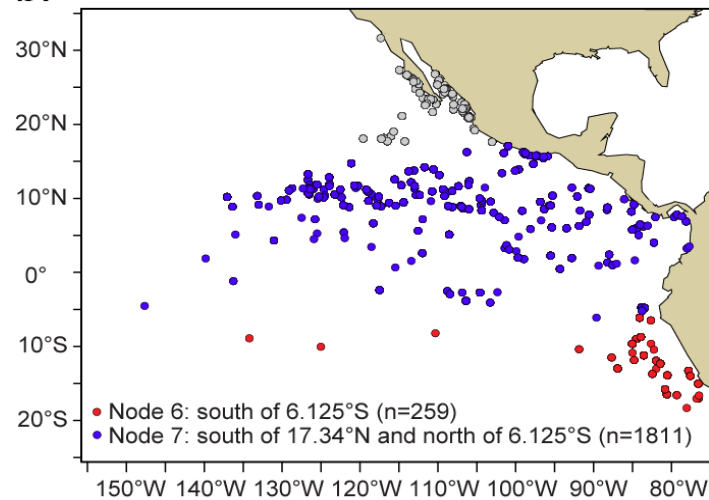 30°N
20°N
10°N
0°
10°S
20°S
Node 6: south of 6.125°S (n=259)
Node 7: south of 17.34°N and north of 6.125°S (n=1811)
150°W 140°W 130°W 120°W 110°W 100°W 90°W 80°W